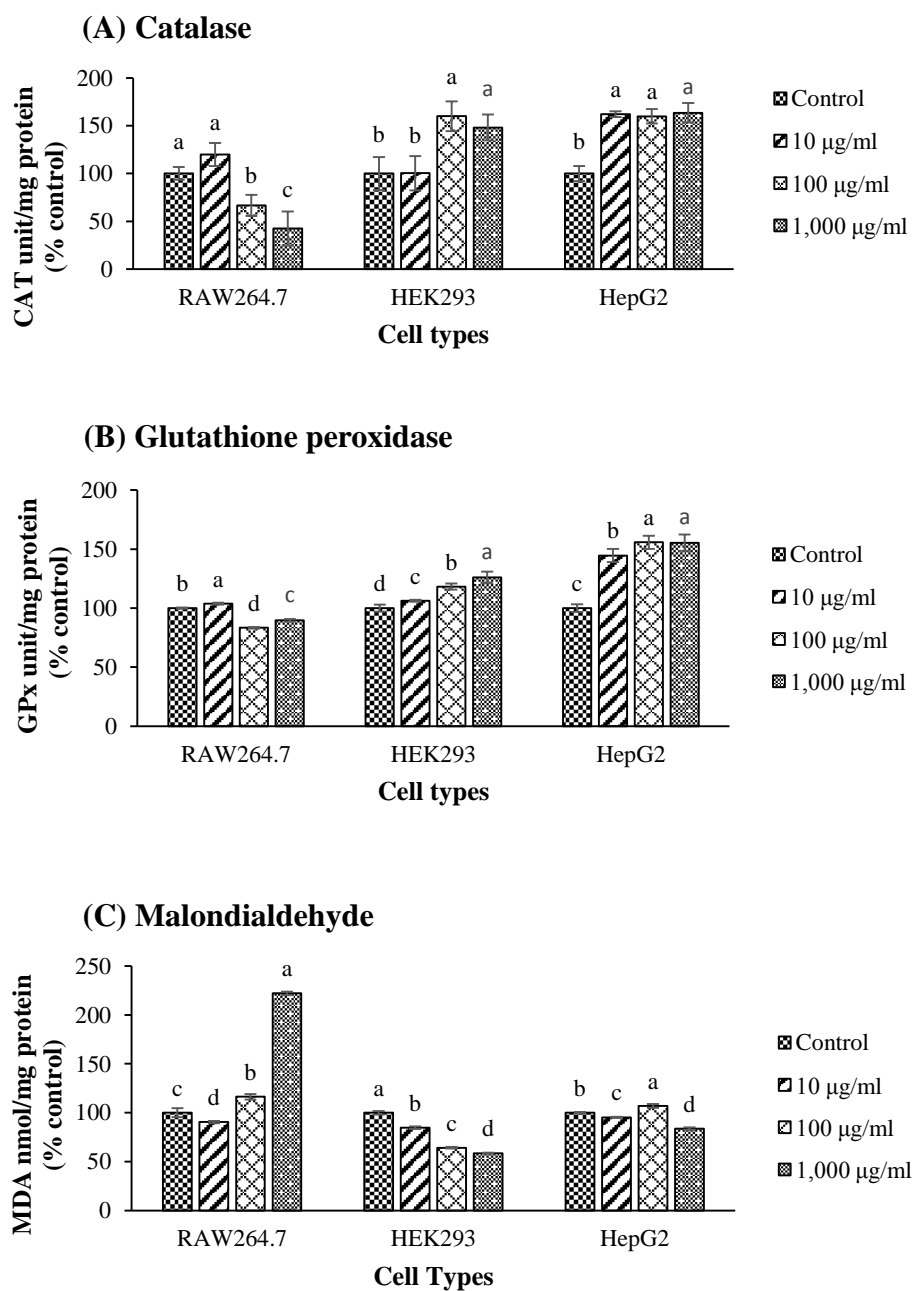 (A) Catalase
CAT unit/mg protein
(% control)
200
150
100
50
0
a
a
b
c
b
b
a
a
b
a
a
a
RAW264.7
HEK293
HepG2
Cell types
Control
10 µg/ml
100 µg/ml
1,000 µg/ml
(B) Glutathione peroxidase
GPx unit/mg protein
(% control)
200
150
100
50
0
b
a
d
c
d
c
b
a
c
b
a
a
RAW264.7
HEK293
HepG2
Cell types
Control
10 µg/ml
100 µg/ml
1,000 µg/ml
(C) Malondialdehyde
MDA nmol/mg protein
(% control)
250
200
150
100
50
0
c
d
b
a
a
b
c
d
b
c
a
d
RAW264.7
HEK293
HepG2
Cell Types
Control
10 µg/ml
100 µg/ml
1,000 µg/ml